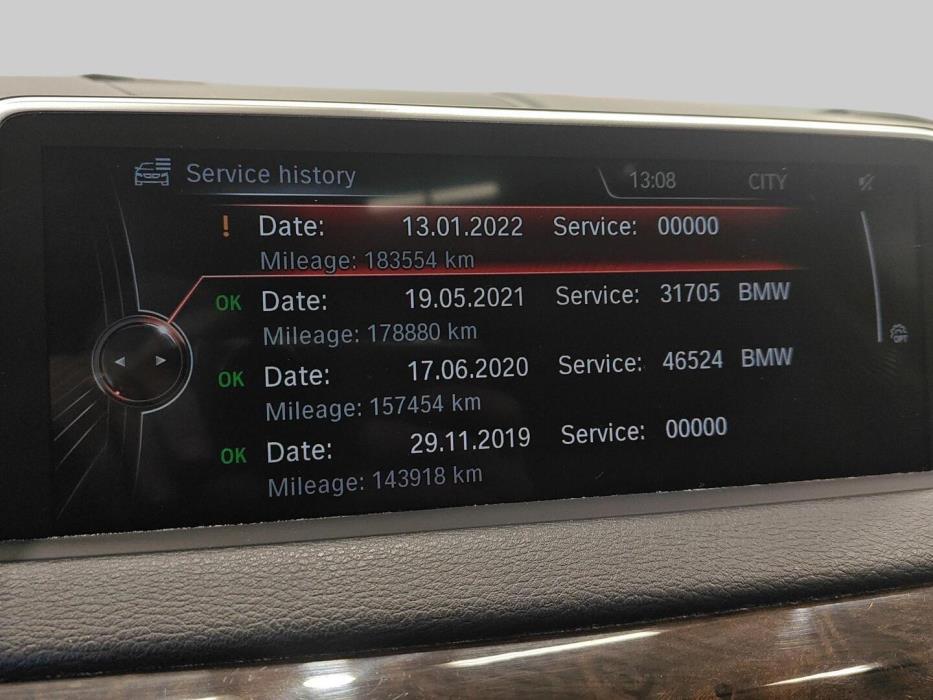 Service history 13:08 CITY
! Date: 13.01.2022 Service: 00000
Mileage: 183554 km
OK Date: 19.05.2021 Service: 31705 BMW
Mileage: 178880 km
OK Date: 17.06.2020 Service: 46524 BMW
Mileage: 157454 km
OK Date: 29.11.2019 Service: 00000
Mileage: 143918 km
OPT